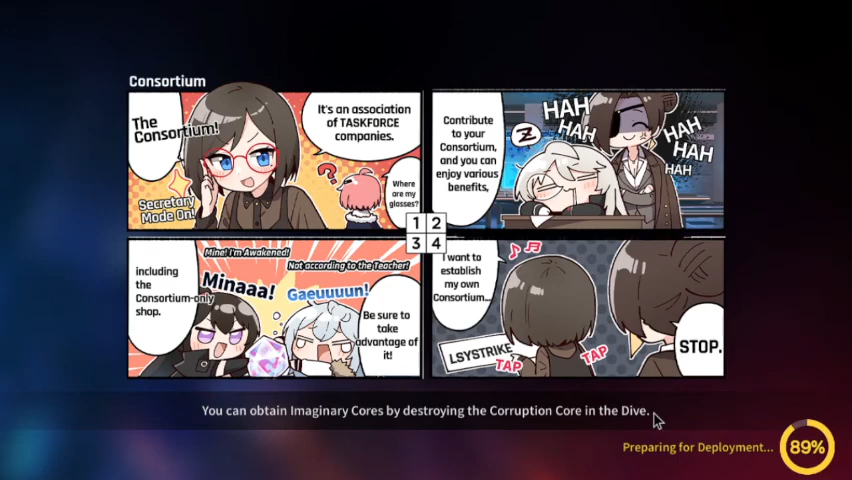 Consortium
The
Consortium!
It's an association
of TASKFORCE
companies.
Secretary
Mode On!
?
Where
are my
glasses?
1 2
3 4
Contribute
to your
Consortium,
and you can
enjoy various
benefits,
Z
HAH
HAH
HAH
HAH
HAH
including
the
Consortium-only
shop.
Mine! I'm Awakened!
Not according to the Teacher!
Minaaa!
Gaeuuuun!
Be sure to
take
advantage of
it!
I want to
establish
my own
Consortium...
LSYSTRIKE
TAP
TAP
STOP.
You can obtain Imaginary Cores by destroying the Corruption Core in the Dive.
Preparing for Deployment...
89%